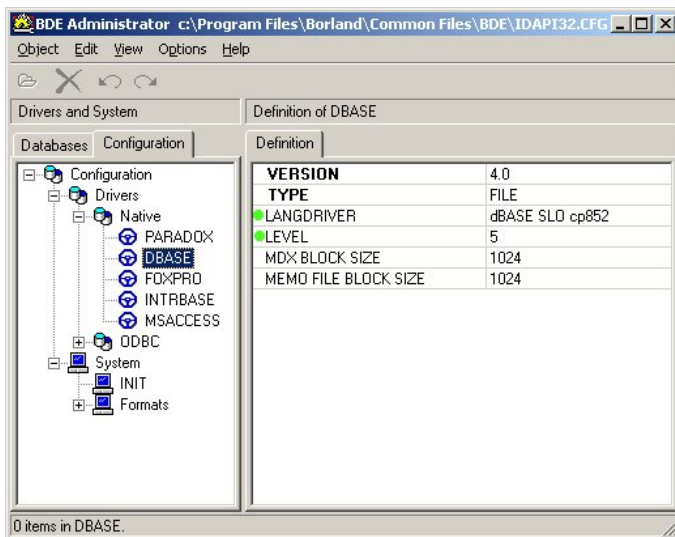 BDE Administrator c:\Program Files\Borland\Common Files\BDE\IDAPI32.CFG
Object Edit View Options Help
Drivers and System
Definition of DBASE
Databases Configuration
Definition
Configuration
Drivers
Native
PARADOX
DBASE
FOXPRO
INTRBASE
MSACCESS
ODBC
System
INIT
Formats
VERSION 4.0
TYPE FILE
LANGDRIVER dBASE SLO cp852
LEVEL 5
MDX BLOCK SIZE 1024
MEMO FILE BLOCK SIZE 1024
0 items in DBASE.